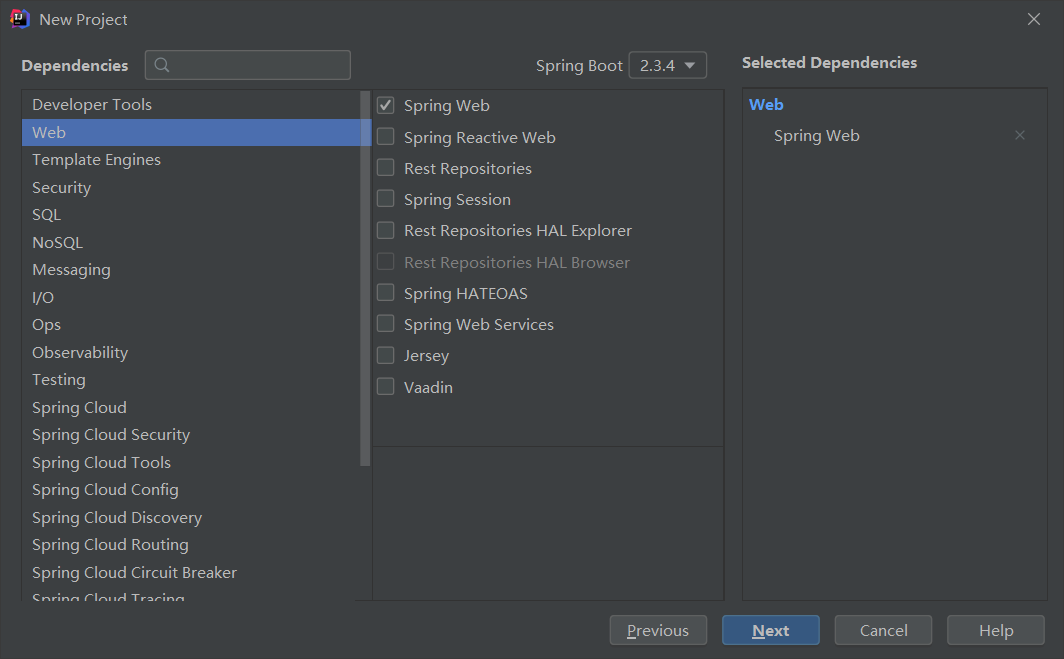 New Project
Dependencies
Spring Boot 2.3.4
Selected Dependencies
Developer Tools
Web
Template Engines
Security
SQL
NoSQL
Messaging
I/O
Ops
Observability
Testing
Spring Cloud
Spring Cloud Security
Spring Cloud Tools
Spring Cloud Config
Spring Cloud Discovery
Spring Cloud Routing
Spring Cloud Circuit Breaker
Spring Cloud Tracing
Spring Web
Spring Reactive Web
Rest Repositories
Spring Session
Rest Repositories HAL Explorer
Rest Repositories HAL Browser
Spring HATEOAS
Spring Web Services
Jersey
Vaadin
Web
Spring Web
Previous
Next
Cancel
Help